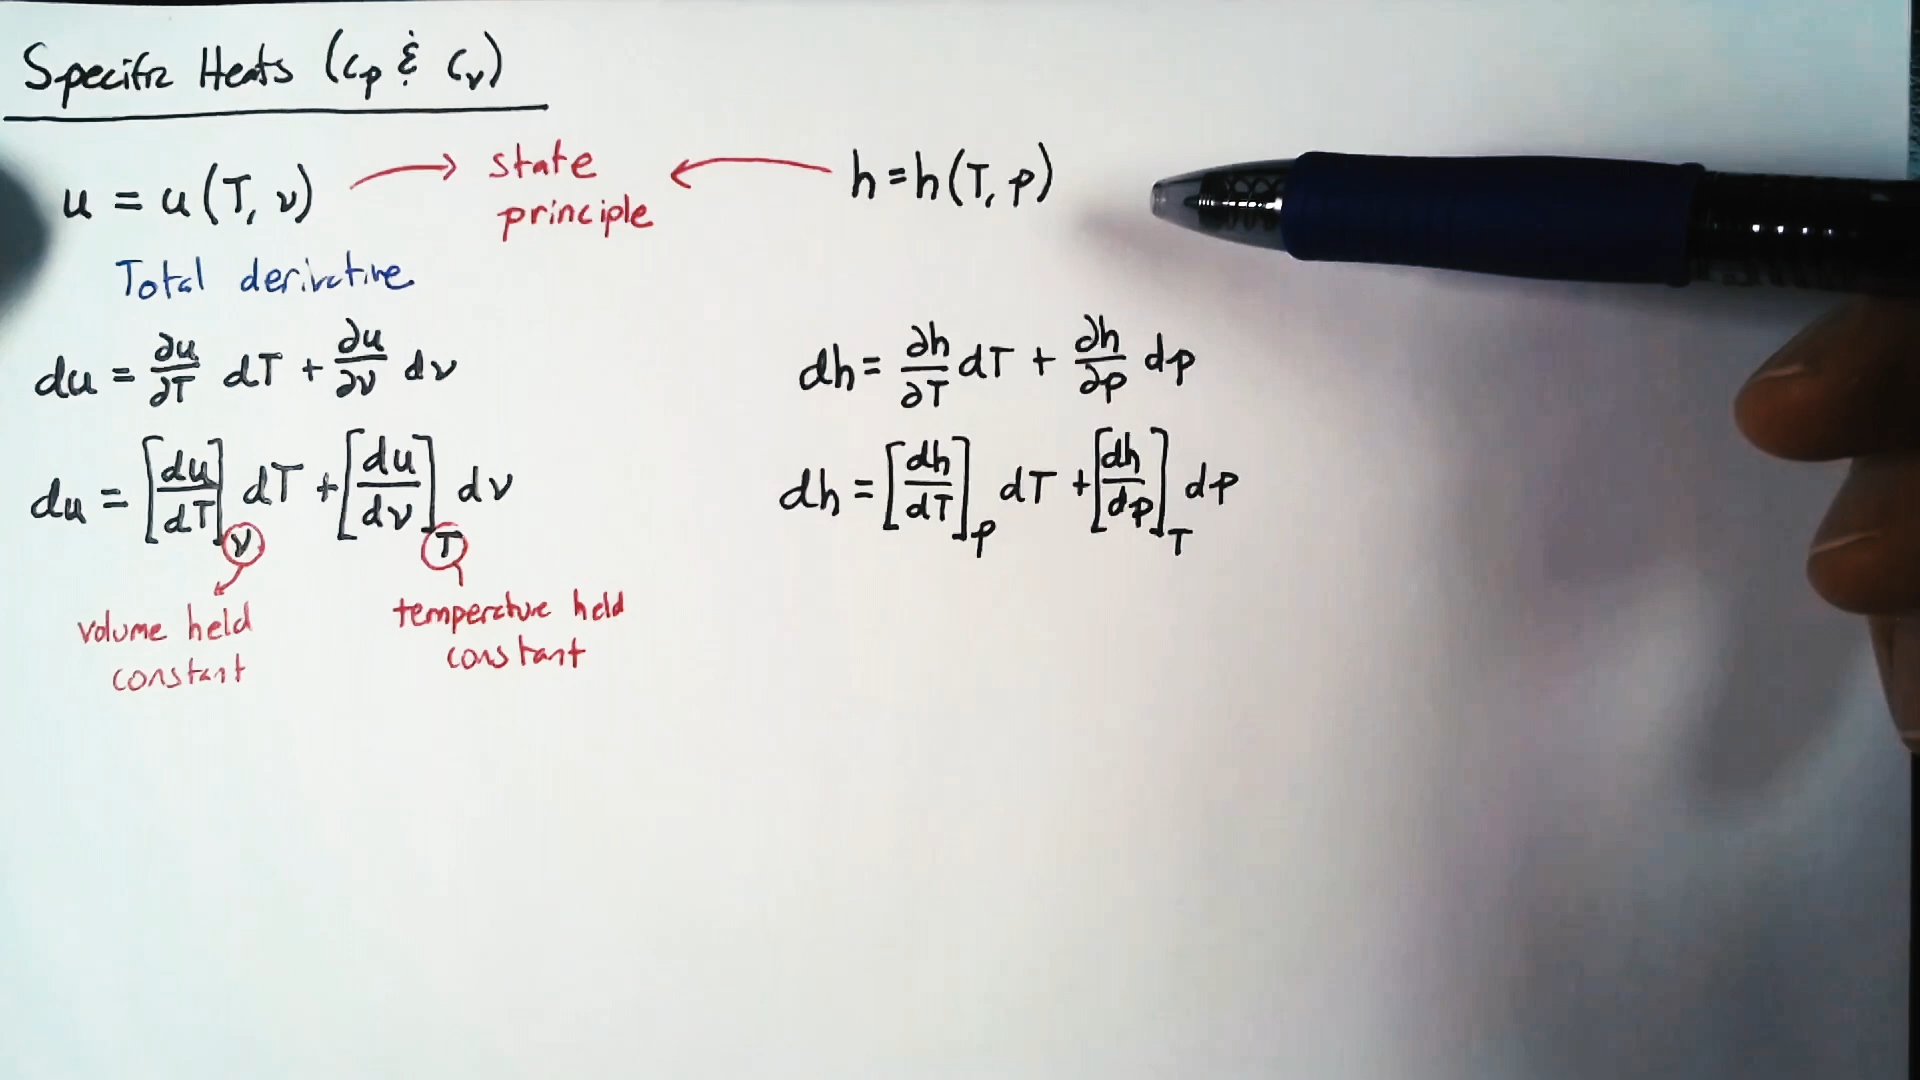 Specific Heats (cp & cv)
u = u(T, v) → state principle ← h = h(T, p)
Total derivative
du = ∂u/∂T dT + ∂u/∂v dv
dh = ∂h/∂T dT + ∂h/∂p dp
du = [du/dT]v dT + [du/dv]T dv
dh = [dh/dT]p dT + [dh/dp]T dp
volume held
constant
temperature held
constant